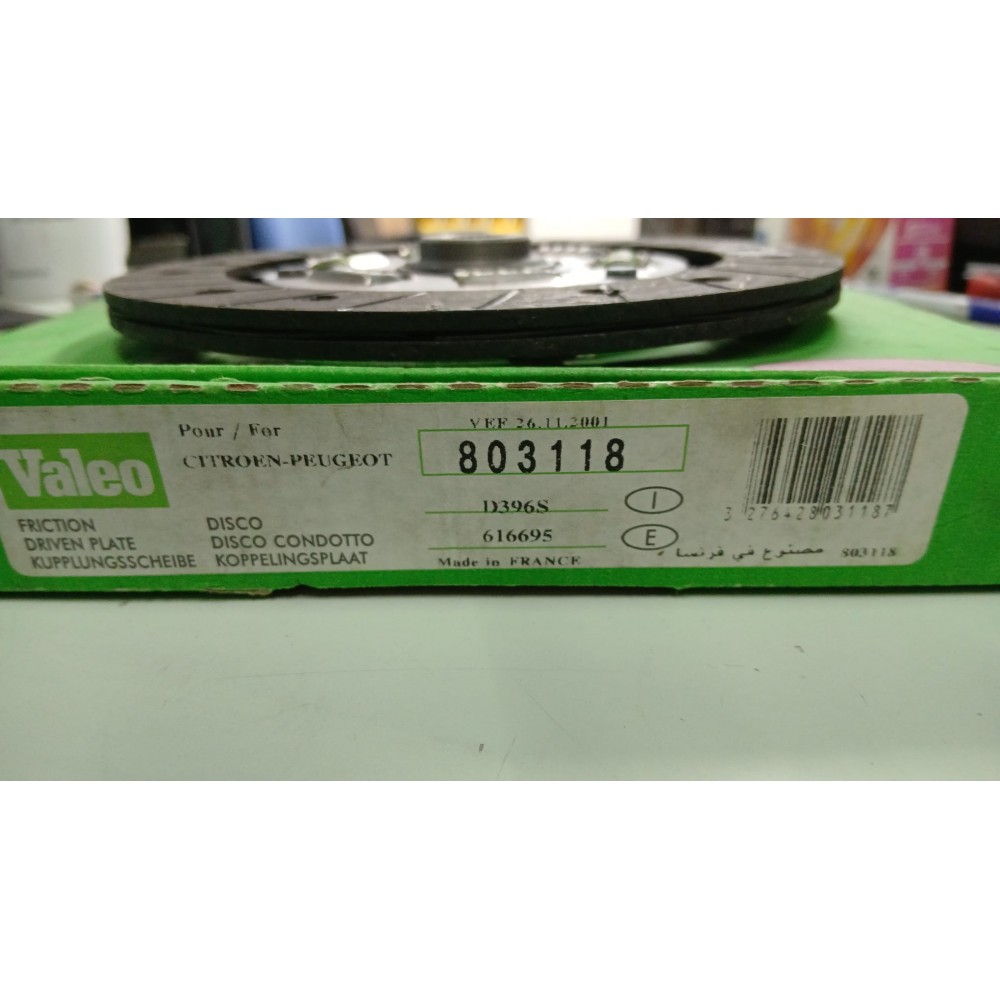 Valeo
Pour / For
CITROEN-PEUGEOT
VEF 26.11.2001
803118
D396S
616695
Made in FRANCE
I
E
FRICTION
DRIVEN PLATE
KUPPLUNGSSCHEIBE
DISCO
DISCO CONDOTTO
KOPPELINGSPLAAT
3 276428 031187
مصنوع في فرنسا
803118